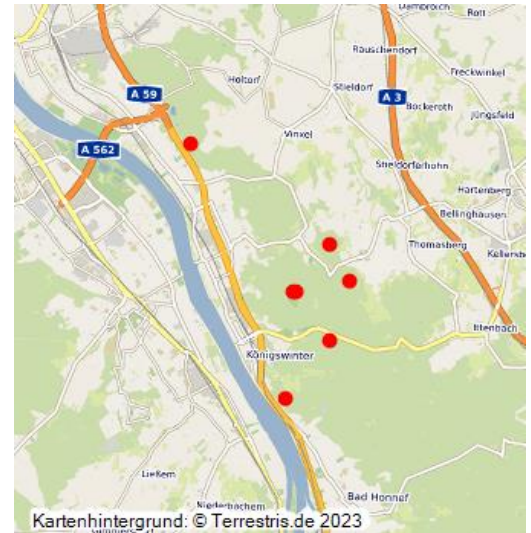 Dambroich
Rott
Rauschendorf
Holtorf
Stieldorf
Freckwinkel
A 59
A 3
Bockeroth
Jüngsfeld
Vinxel
A 562
Stieldorferhohn
Hartenberg
Bellinghausen
Thomasberg
Ittenbach
Königswinter
Ließem
Bad Honnef
Niederbachem
Kartenhintergrund: © Terrestris.de 2023